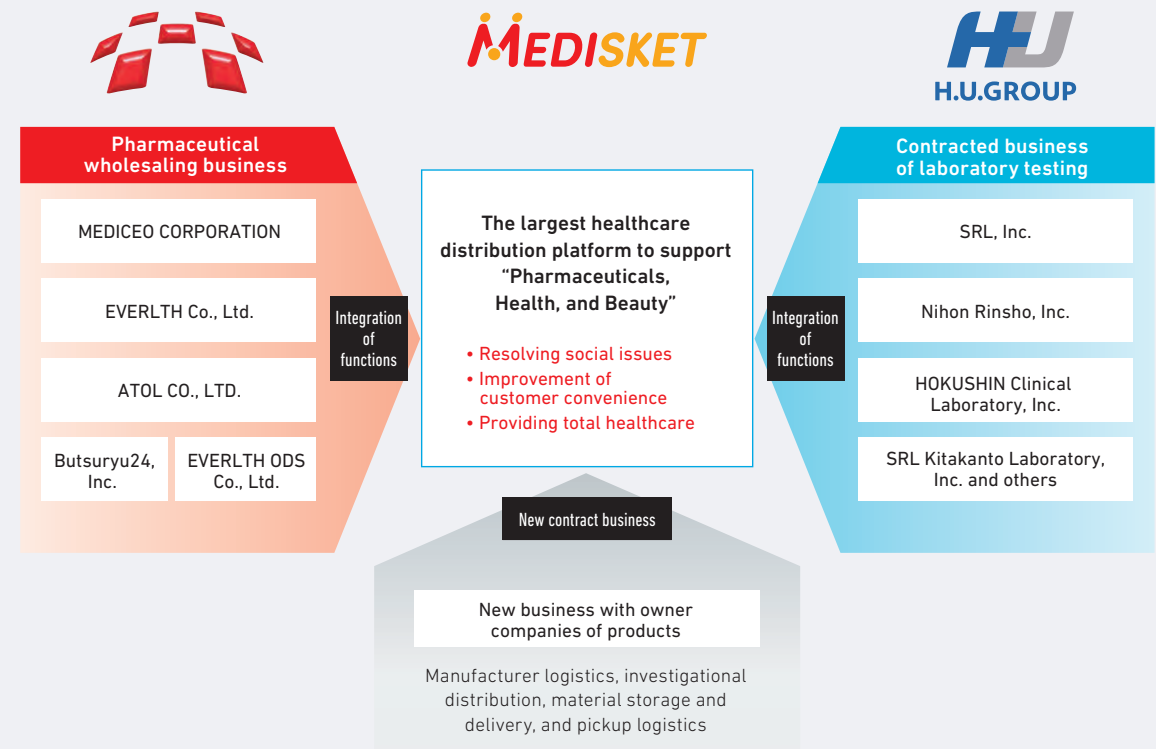 MEDISKET
H.U.GROUP
Pharmaceutical
wholesaling business
MEDICEO CORPORATION
EVERLTH Co., Ltd.
ATOL CO., LTD.
Butsuryu24,
Inc.
EVERLTH ODS
Co., Ltd.
Integration
of
functions
The largest healthcare
distribution platform to support
“Pharmaceuticals,
Health, and Beauty”
• Resolving social issues
• Improvement of
customer convenience
• Providing total healthcare
Integration
of
functions
Contracted business
of laboratory testing
SRL, Inc.
Nihon Rinsho, Inc.
HOKUSHIN Clinical
Laboratory, Inc.
SRL Kitakanto Laboratory,
Inc. and others
New contract business
New business with owner
companies of products
Manufacturer logistics, investigational
distribution, material storage and
delivery, and pickup logistics